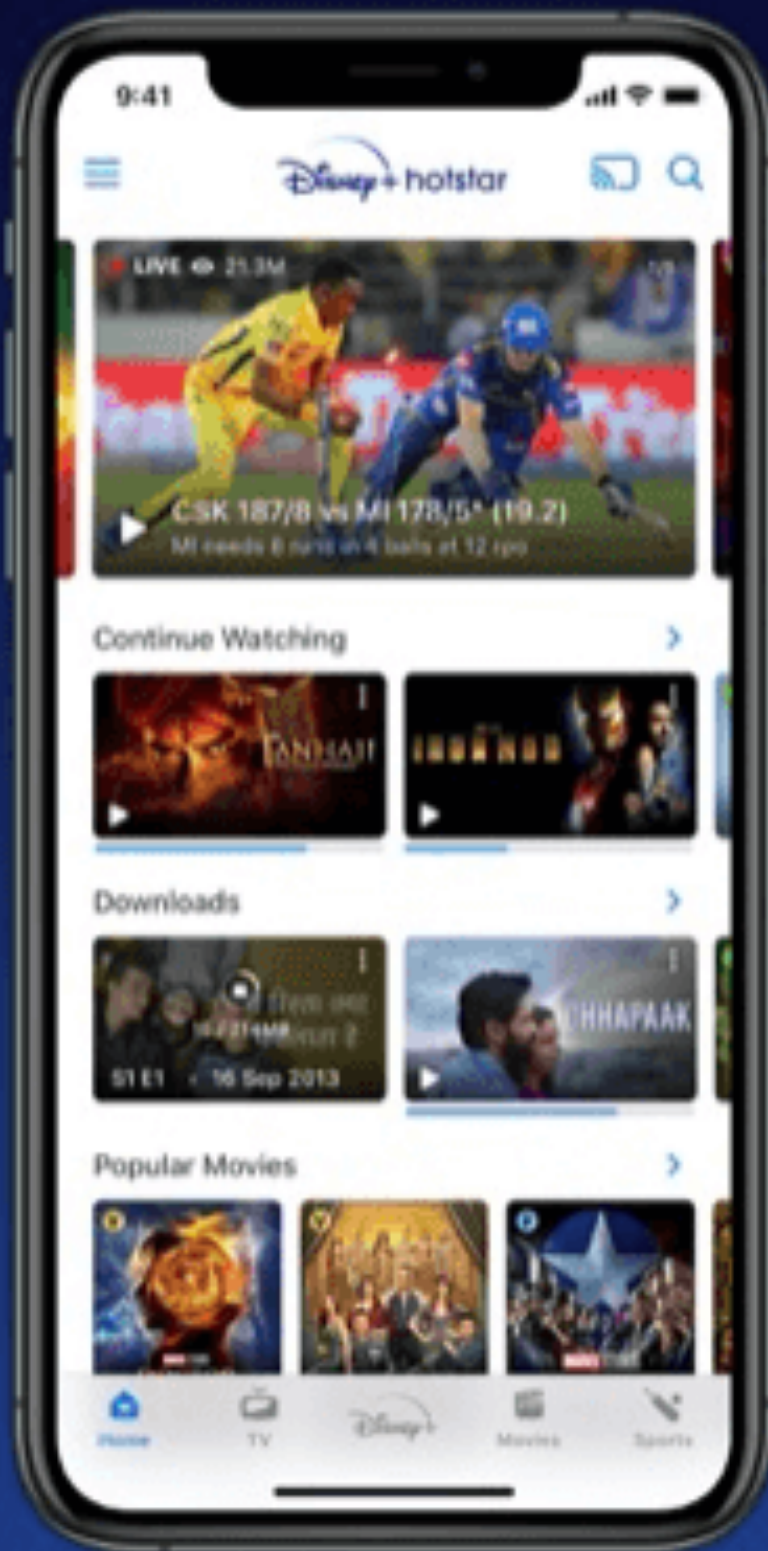 9:41
Disney+ hotstar
LIVE 21.3M
CSK 187/8 vs MI 178/5* (19.2)
MI needs 8 runs in 4 balls at 12 rpo
Continue Watching
TANHAJI
Downloads
CHHAPAAK
S1 E1 • 16 Sep 2013
Popular Movies
Home
TV
Disney+
Movies
Sports